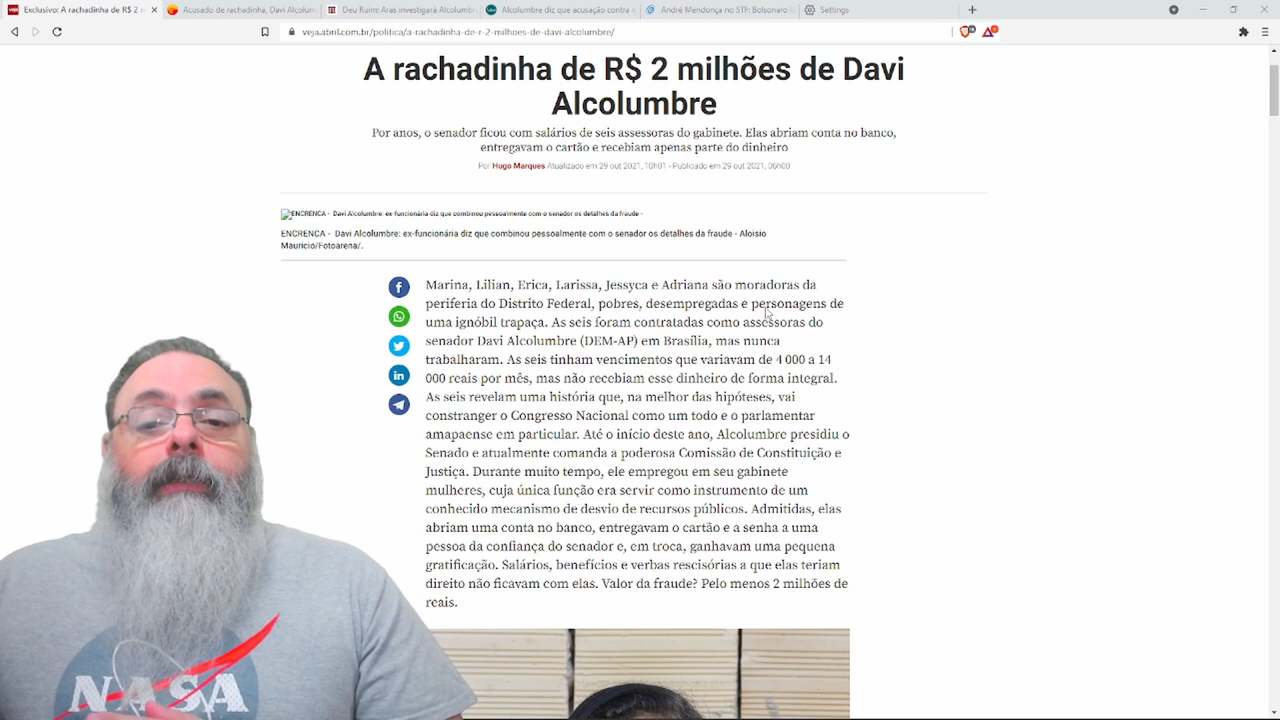 Exclusivo: A rachadinha de R$ 2 m
Acusado de rachadinha, Davi Alcolum
Deu Ruim: Aras investigará Alcolumbr
Alcolumbre diz que acusação contra
André Mendonça no STF: Bolsonaro
Settings
veja.abril.com.br/politica/a-rachadinha-de-r-2-milhoes-de-davi-alcolumbre/
A rachadinha de R$ 2 milhões de Davi
Alcolumbre
Por anos, o senador ficou com salários de seis assessoras do gabinete. Elas abriam conta no banco,
entregavam o cartão e recebiam apenas parte do dinheiro
Por Hugo Marques Atualizado em 29 out 2021, 10h01 - Publicado em 29 out 2021, 06h00
ENCRENCA - Davi Alcolumbre: ex-funcionária diz que combinou pessoalmente com o senador os detalhes da fraude -
ENCRENCA - Davi Alcolumbre: ex-funcionária diz que combinou pessoalmente com o senador os detalhes da fraude - Aloisio
Mauricio/Fotoarena/.
Marina, Lilian, Erica, Larissa, Jessyca e Adriana são moradoras da
periferia do Distrito Federal, pobres, desempregadas e personagens de
uma ignóbil trapaça. As seis foram contratadas como assessoras do
senador Davi Alcolumbre (DEM-AP) em Brasília, mas nunca
trabalharam. As seis tinham vencimentos que variavam de 4 000 a 14
000 reais por mês, mas não recebiam esse dinheiro de forma integral.
As seis revelam uma história que, na melhor das hipóteses, vai
constranger o Congresso Nacional como um todo e o parlamentar
amapaense em particular. Até o início deste ano, Alcolumbre presidiu o
Senado e atualmente comanda a poderosa Comissão de Constituição e
Justiça. Durante muito tempo, ele empregou em seu gabinete
mulheres, cuja única função era servir como instrumento de um
conhecido mecanismo de desvio de recursos públicos. Admitidas, elas
abriam uma conta no banco, entregavam o cartão e a senha a uma
pessoa da confiança do senador e, em troca, ganhavam uma pequena
gratificação. Salários, benefícios e verbas rescisórias a que elas teriam
direito não ficavam com elas. Valor da fraude? Pelo menos 2 milhões de
reais.
NASA